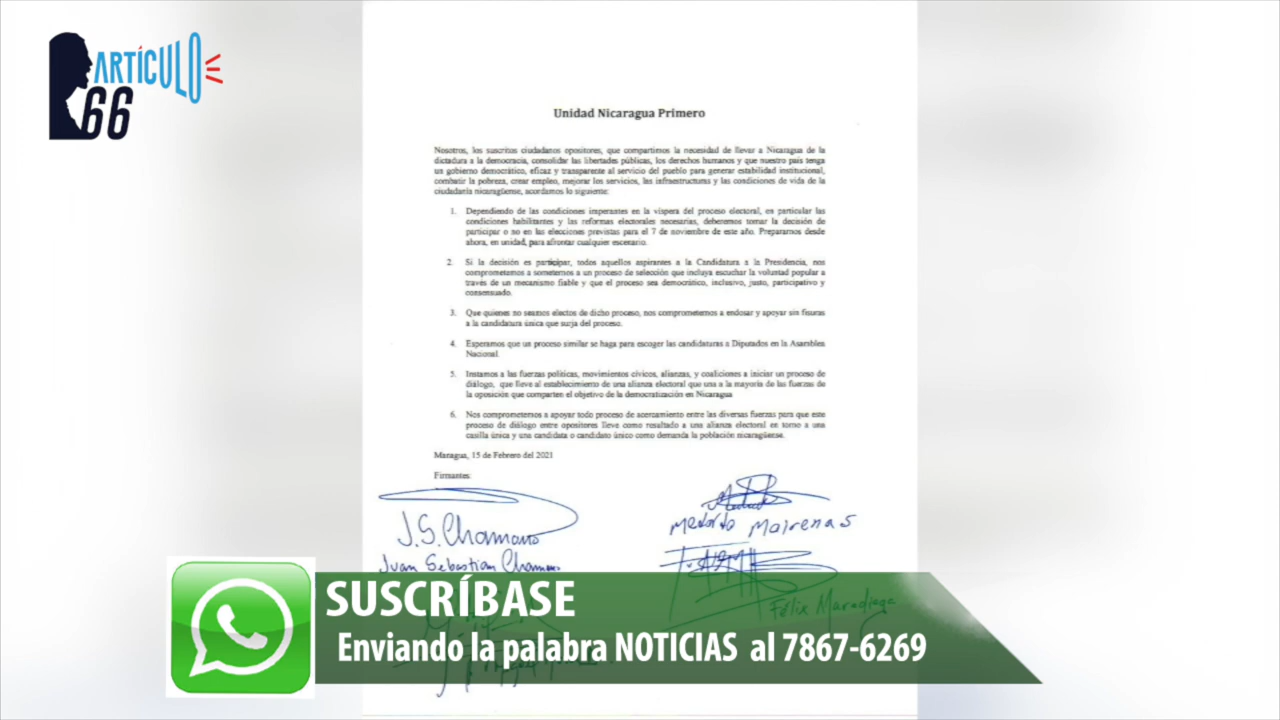 ARTÍCULO
66
Unidad Nicaragua Primero
Nosotros, los suscritos ciudadanos opositores, que compartimos la necesidad de llevar a Nicaragua de la
dictadura a la democracia, consolidar las libertades públicas, los derechos humanos y que nuestro país tenga
un gobierno democrático, eficaz y transparente al servicio del pueblo para generar estabilidad institucional,
combatir la pobreza, crear empleo, mejorar los servicios, las infraestructuras y las condiciones de vida de la
ciudadanía nicaragüense, acordamos lo siguiente:
1. Dependiendo de las condiciones imperantes en la víspera del proceso electoral, en particular las
condiciones habilitantes y las reformas electorales necesarias, deberemos tomar la decisión de
participar o no en las elecciones previstas para el 7 de noviembre de este año. Prepararnos desde
ahora, en unidad, para afrontar cualquier escenario.
2. Si la decisión es participar, todos aquellos aspirantes a la Candidatura a la Presidencia, nos
comprometemos a someternos a un proceso de selección que incluya escuchar la voluntad popular a
través de un mecanismo fiable y que el proceso sea democrático, inclusivo, justo, participativo y
consensuado.
3. Que quienes no seamos electos de dicho proceso, nos comprometemos a endosar y apoyar sin fisuras
a la candidatura única que surja del proceso.
4. Esperamos que un proceso similar se haga para escoger las candidaturas a Diputados en la Asamblea
Nacional.
5. Instamos a las fuerzas políticas, movimientos cívicos, alianzas, y coaliciones a iniciar un proceso de
diálogo, que lleve al establecimiento de una alianza electoral que una a la mayoría de las fuerzas de
la oposición que comparten el objetivo de la democratización en Nicaragua
6. Nos comprometemos a apoyar todo proceso de acercamiento entre las diversas fuerzas para que este
proceso de diálogo entre opositores lleve como resultado a una alianza electoral en torno a una
casilla única y una candidata o candidato único como demanda la población nicaragüense.
Maragua, 15 de Febrero del 2021
Firmantes:
J.S. Chamorro
Medardo Mairenas
Juan Sebastian Chamorro
Félix Maradiaga
SUSCRÍBASE
Enviando la palabra NOTICIAS al 7867-6269